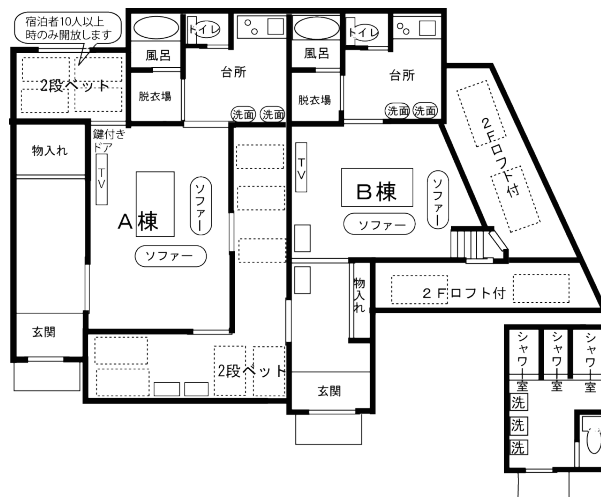 宿泊者10人以上
時のみ開放します
2段ベット
風呂
トイレ
台所
脱衣場
洗面
洗面
風呂
トイレ
台所
脱衣場
洗面
洗面
物入れ
鍵付き
ドア
TV
A棟
ソファー
ソファー
TV
B棟
ソファー
ソファー
2Fロフト付
2Fロフト付
玄関
2段ベット
物入れ
玄関
シャワー室
シャワー室
シャワー室
洗
洗
洗